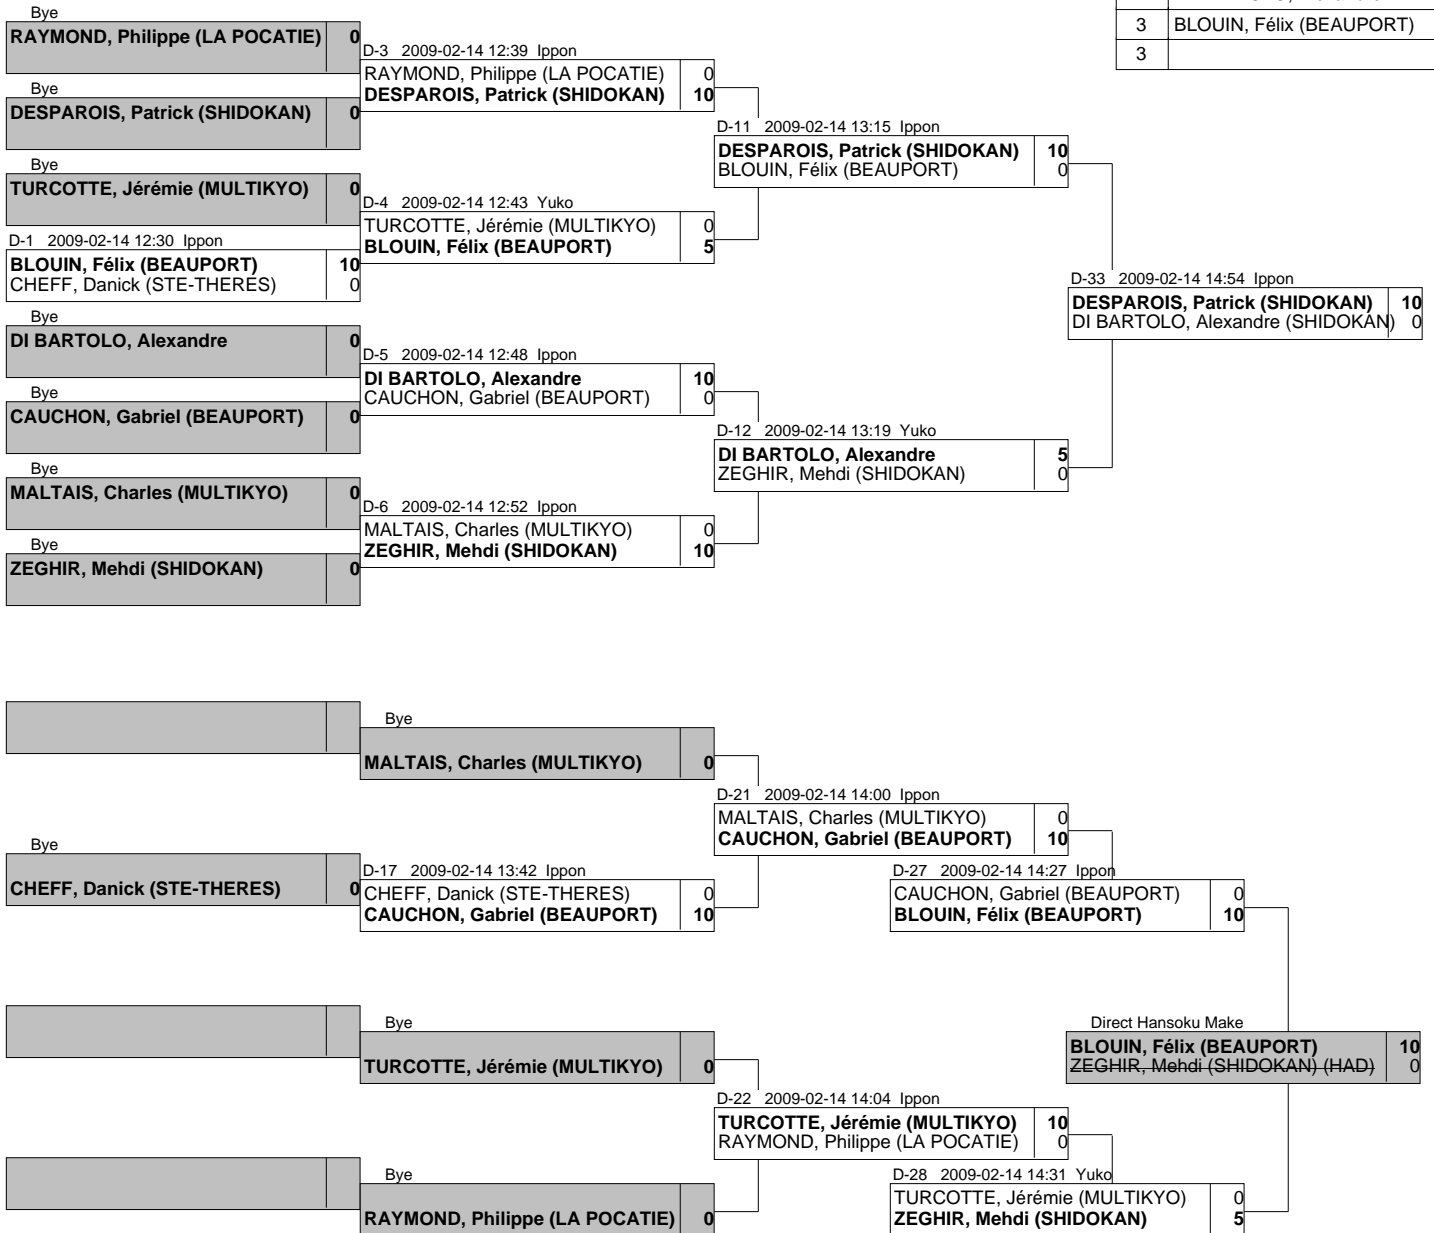 3 BLOUIN, Félix (BEAUPORT)
3
Bye
RAYMOND, Philippe (LA POCATIE) 0
Bye
DESPAROIS, Patrick (SHIDOKAN) 0
Bye
TURCOTTE, Jérémie (MULTIKYO) 0
D-1 2009-02-14 12:30 Ippon
BLOUIN, Félix (BEAUPORT) 10
CHEFF, Danick (STE-THERES) 0
Bye
DI BARTOLO, Alexandre 0
Bye
CAUCHON, Gabriel (BEAUPORT) 0
Bye
MALTAIS, Charles (MULTIKYO) 0
Bye
ZEGHIR, Mehdi (SHIDOKAN) 0
D-3 2009-02-14 12:39 Ippon
RAYMOND, Philippe (LA POCATIE) 0
DESPAROIS, Patrick (SHIDOKAN) 10
D-4 2009-02-14 12:43 Yuko
TURCOTTE, Jérémie (MULTIKYO) 0
BLOUIN, Félix (BEAUPORT) 5
D-5 2009-02-14 12:48 Ippon
DI BARTOLO, Alexandre 10
CAUCHON, Gabriel (BEAUPORT) 0
D-6 2009-02-14 12:52 Ippon
MALTAIS, Charles (MULTIKYO) 0
ZEGHIR, Mehdi (SHIDOKAN) 10
D-11 2009-02-14 13:15 Ippon
DESPAROIS, Patrick (SHIDOKAN) 10
BLOUIN, Félix (BEAUPORT) 0
D-12 2009-02-14 13:19 Yuko
DI BARTOLO, Alexandre 5
ZEGHIR, Mehdi (SHIDOKAN) 0
D-33 2009-02-14 14:54 Ippon
DESPAROIS, Patrick (SHIDOKAN) 10
DI BARTOLO, Alexandre (SHIDOKAN) 0
Bye
CHEFF, Danick (STE-THERES) 0
Bye
MALTAIS, Charles (MULTIKYO) 0
D-17 2009-02-14 13:42 Ippon
CHEFF, Danick (STE-THERES) 0
CAUCHON, Gabriel (BEAUPORT) 10
Bye
TURCOTTE, Jérémie (MULTIKYO) 0
Bye
RAYMOND, Philippe (LA POCATIE) 0
D-21 2009-02-14 14:00 Ippon
MALTAIS, Charles (MULTIKYO) 0
CAUCHON, Gabriel (BEAUPORT) 10
D-22 2009-02-14 14:04 Ippon
TURCOTTE, Jérémie (MULTIKYO) 10
RAYMOND, Philippe (LA POCATIE) 0
D-27 2009-02-14 14:27 Ippon
CAUCHON, Gabriel (BEAUPORT) 0
BLOUIN, Félix (BEAUPORT) 10
D-28 2009-02-14 14:31 Yuko
TURCOTTE, Jérémie (MULTIKYO) 0
ZEGHIR, Mehdi (SHIDOKAN) 5
Direct Hansoku Make
BLOUIN, Félix (BEAUPORT) 10
ZEGHIR, Mehdi (SHIDOKAN) (HAD) 0